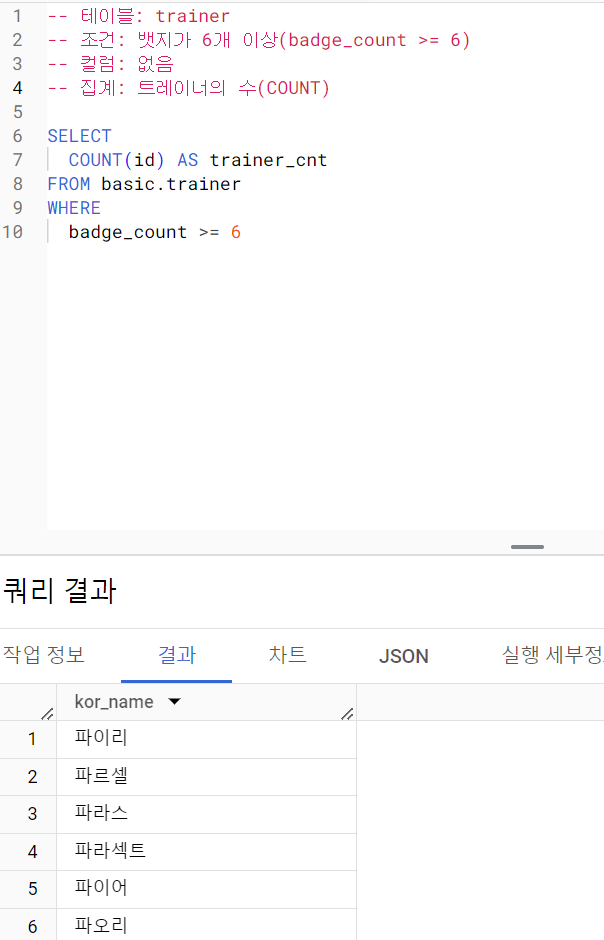 1 -- 테이블: trainer
2 -- 조건: 뱃지가 6개 이상(badge_count >= 6)
3 -- 컬럼: 없음
4 -- 집계: 트레이너의 수(COUNT)
5
6 SELECT
7 COUNT(id) AS trainer_cnt
8 FROM basic.trainer
9 WHERE
10 badge_count >= 6
쿼리 결과
작업 정보 결과 차트 JSON 실행 세부정보
kor_name
1 파이리
2 파르셀
3 파라스
4 파라섹트
5 파이어
6 파오리